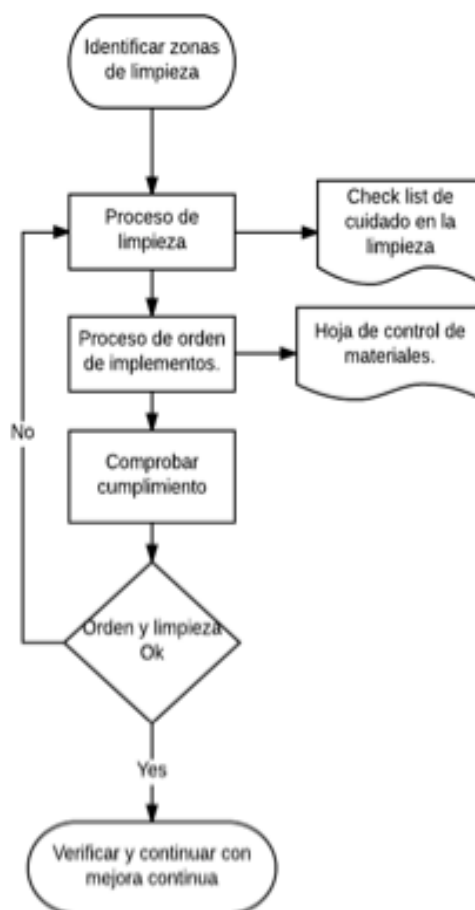 Identificar zonas
de limpieza
Proceso de
limpieza
Check list de
cuidado en la
limpieza
Proceso de orden
de implementos.
Hoja de control de
materiales.
No
Comprobar
cumplimiento
Orden y limpieza
Ok
Yes
Verificar y continuar con
mejora continua